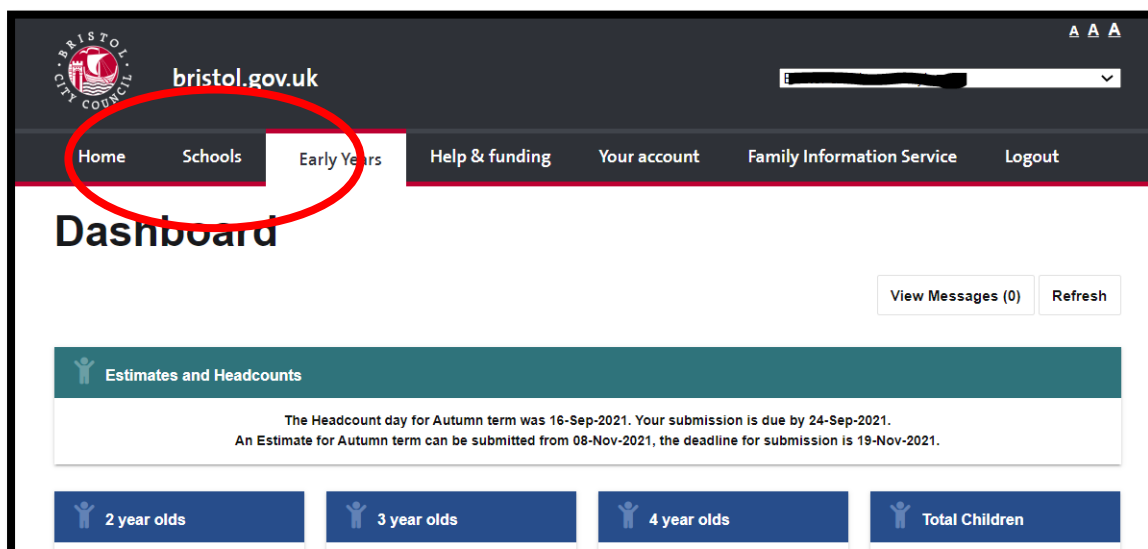 A A A
BRISTOL CITY COUNCIL
bristol.gov.uk
Home Schools Early Years Help & funding Your account Family Information Service Logout
Dashboard
View Messages (0) Refresh
Estimates and Headcounts
The Headcount day for Autumn term was 16-Sep-2021. Your submission is due by 24-Sep-2021.
An Estimate for Autumn term can be submitted from 08-Nov-2021, the deadline for submission is 19-Nov-2021.
2 year olds 3 year olds 4 year olds Total Children